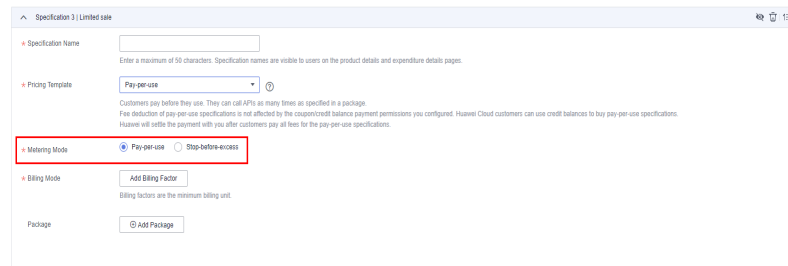 Specification 3 | Limited sale
* Specification Name
Enter a maximum of 50 characters. Specification names are visible to users on the product details and expenditure details pages.
* Pricing Template
Pay-per-use
Customers pay before they use. They can call APIs as many times as specified in a package.
Fee deduction of pay-per-use specifications is not affected by the coupon/credit balance payment permissions you configured. Huawei Cloud customers can use credit balances to buy pay-per-use specifications.
Huawei will settle the payment with you after customers pay all fees for the pay-per-use specifications.
* Metering Mode
Pay-per-use Stop-before-excess
* Billing Mode
Add Billing Factor
Billing factors are the minimum billing unit.
Package
Add Package